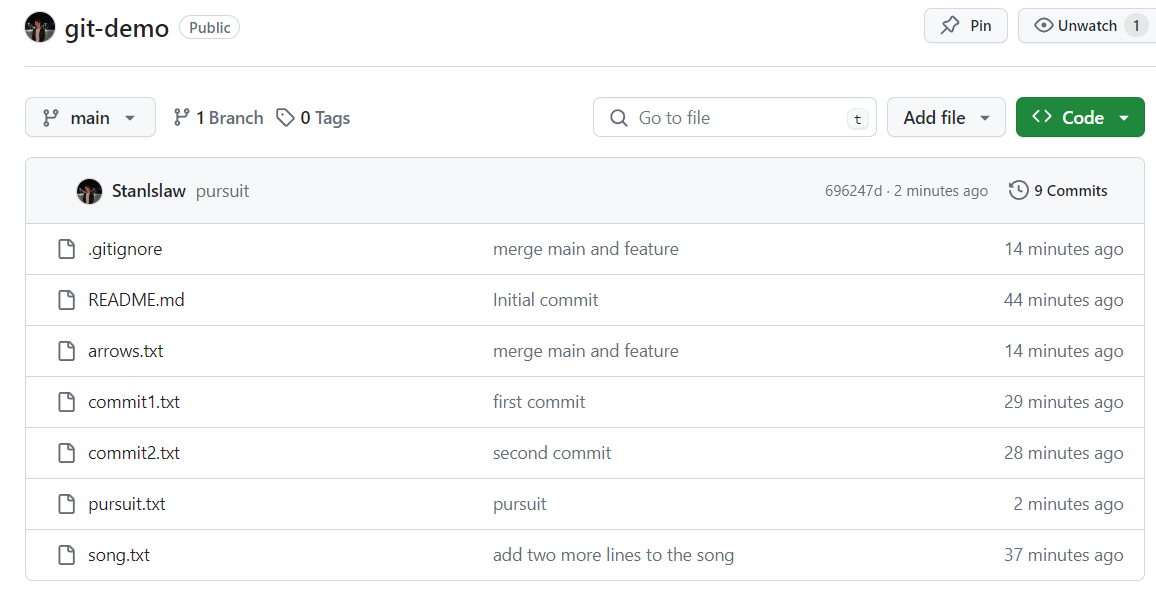 git-demo Public Pin Unwatch 1
main 1 Branch 0 Tags Go to file t Add file Code
Stanlslaw pursuit 696247d · 2 minutes ago 9 Commits
.gitignore merge main and feature 14 minutes ago
README.md Initial commit 44 minutes ago
arrows.txt merge main and feature 14 minutes ago
commit1.txt first commit 29 minutes ago
commit2.txt second commit 28 minutes ago
pursuit.txt pursuit 2 minutes ago
song.txt add two more lines to the song 37 minutes ago